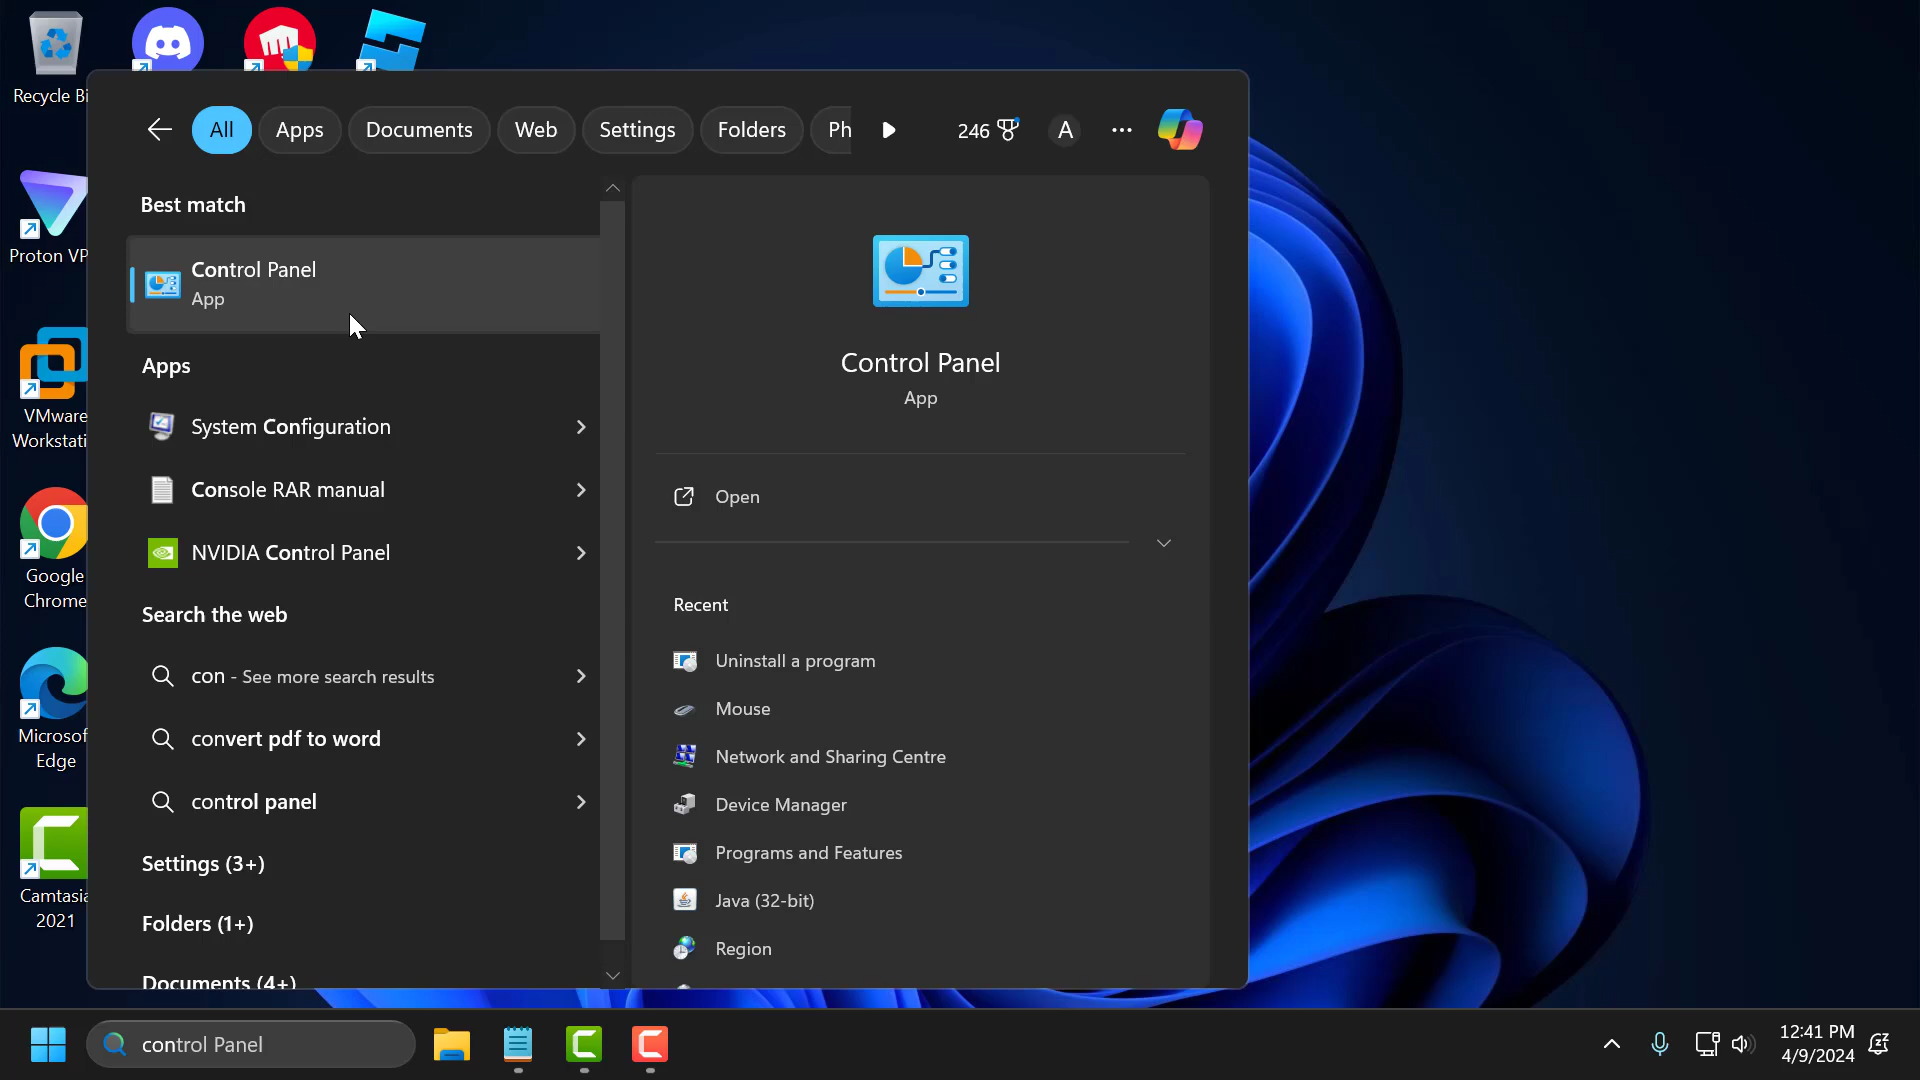 Recycle Bi
Proton VP
VMware
Workstati
Google
Chrome
Microsof
Edge
Camtasia
2021
All
Apps
Documents
Web
Settings
Folders
Ph
246
A
Best match
Control Panel
App
Apps
System Configuration
Console RAR manual
NVIDIA Control Panel
Search the web
con - See more search results
convert pdf to word
control panel
Settings (3+)
Folders (1+)
Documents (4+)
Control Panel
App
Open
Recent
Uninstall a program
Mouse
Network and Sharing Centre
Device Manager
Programs and Features
Java (32-bit)
Region
control Panel
12:41 PM
4/9/2024